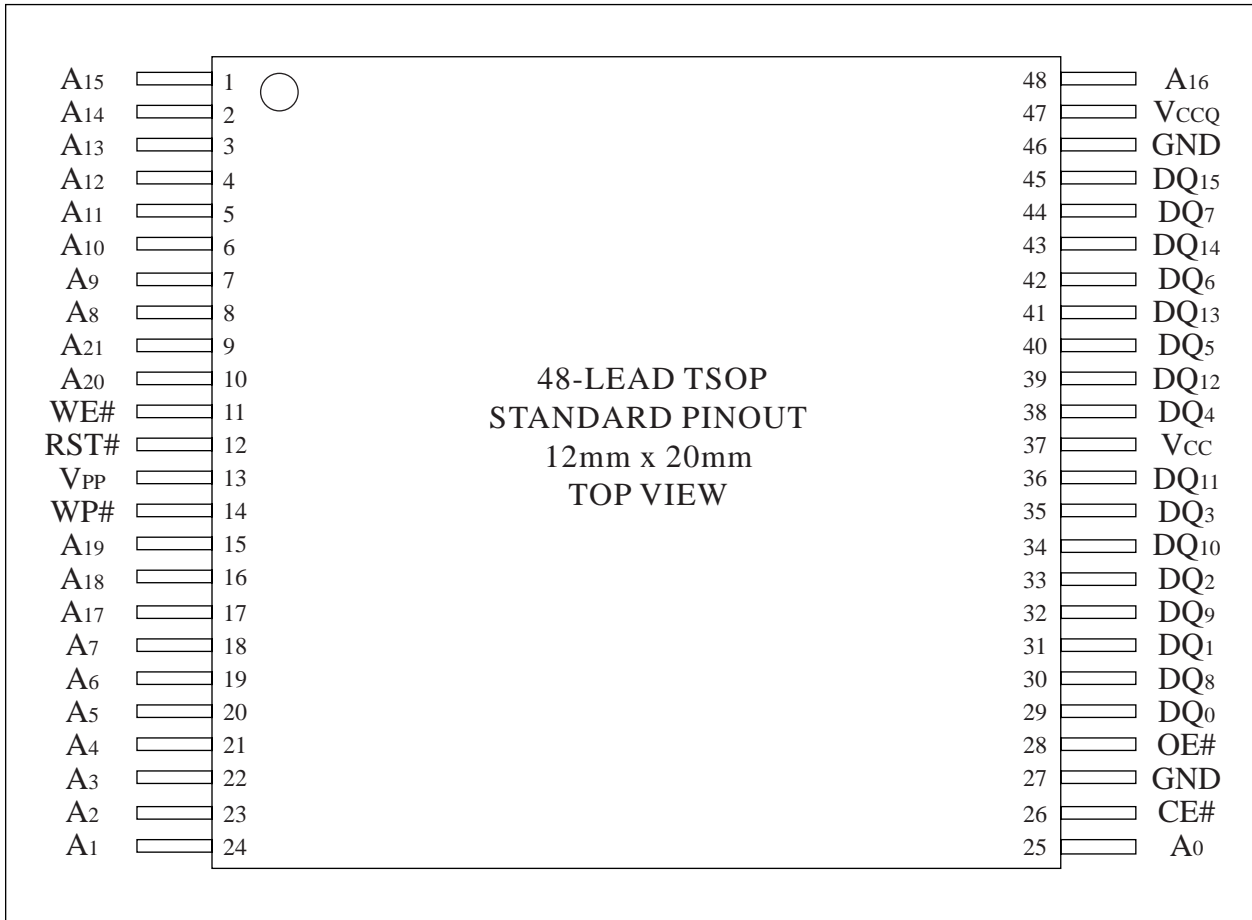 A15 1 48 A16
A14 2 47 VCCQ
A13 3 46 GND
A12 4 45 DQ15
A11 5 44 DQ7
A10 6 43 DQ14
A9 7 42 DQ6
A8 8 41 DQ13
A21 9 40 DQ5
A20 10 39 DQ12
WE# 11 38 DQ4
RST# 12 37 VCC
VPP 13 36 DQ11
WP# 14 35 DQ3
A19 15 34 DQ10
A18 16 33 DQ2
A17 17 32 DQ9
A7 18 31 DQ1
A6 19 30 DQ8
A5 20 29 DQ0
A4 21 28 OE#
A3 22 27 GND
A2 23 26 CE#
A1 24 25 A0
48-LEAD TSOP
STANDARD PINOUT
12mm x 20mm
TOP VIEW